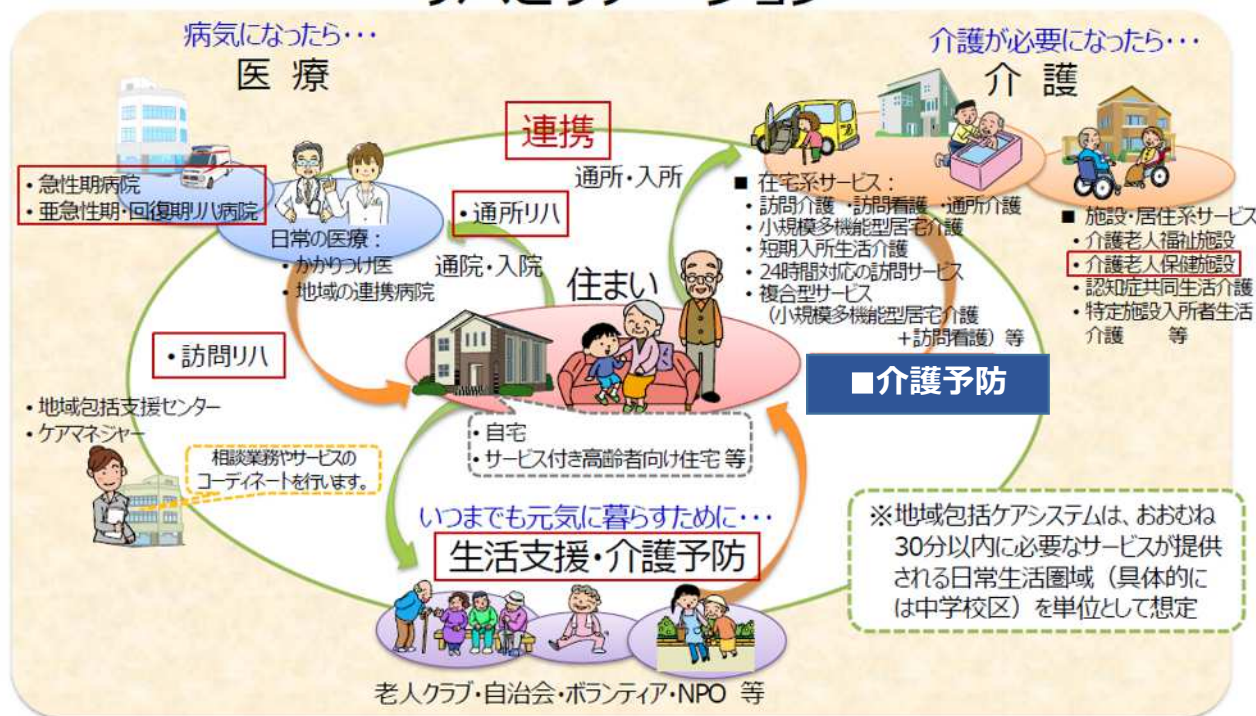 リハビリテーション
病気になったら･･･
医 療
介護が必要になったら･･･
介 護
連携
・急性期病院
・亜急性期･回復期リハ病院
日常の医療：
・かかりつけ医
・地域の連携病院
・通所リハ
通院･入院
通所･入所
■ 在宅系サービス：
・訪問介護 ・訪問看護 ・通所介護
・小規模多機能型居宅介護
・短期入所生活介護
・24時間対応の訪問サービス
・複合型サービス
（小規模多機能型居宅介護
＋訪問看護）等
■ 施設･居住系サービス
・介護老人福祉施設
・介護老人保健施設
・認知症共同生活介護
・特定施設入所者生活
介護 等
住まい
・訪問リハ
■介護予防
・自宅
・サービス付き高齢者向け住宅 等
・地域包括支援センター
・ケアマネジャー
相談業務やサービスの
コーディネートを行います。
いつまでも元気に暮らすために･･･
生活支援･介護予防
老人クラブ･自治会･ボランティア･NPO 等
※地域包括ケアシステムは、おおむね
30分以内に必要なサービスが提供
される日常生活圏域（具体的に
は中学校区）を単位として想定